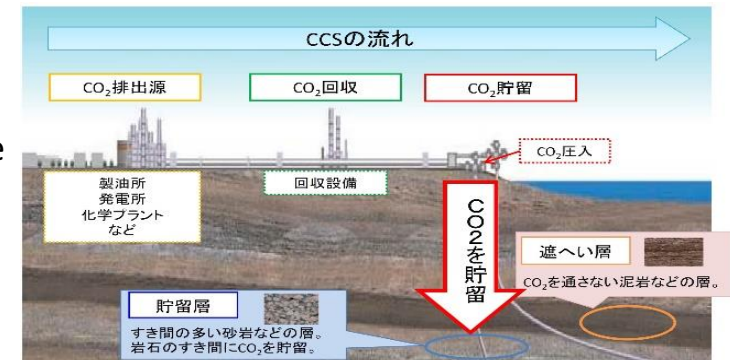 CCSの流れ
CO₂排出源
CO₂回収
CO₂貯留
e
CO₂圧入
製油所
発電所
化学プラント
など
回収設備
CO2を貯留
遮へい層
CO₂を通さない泥岩などの層。
貯留層
すき間の多い砂岩などの層。
岩石のすき間にCO₂を貯留。